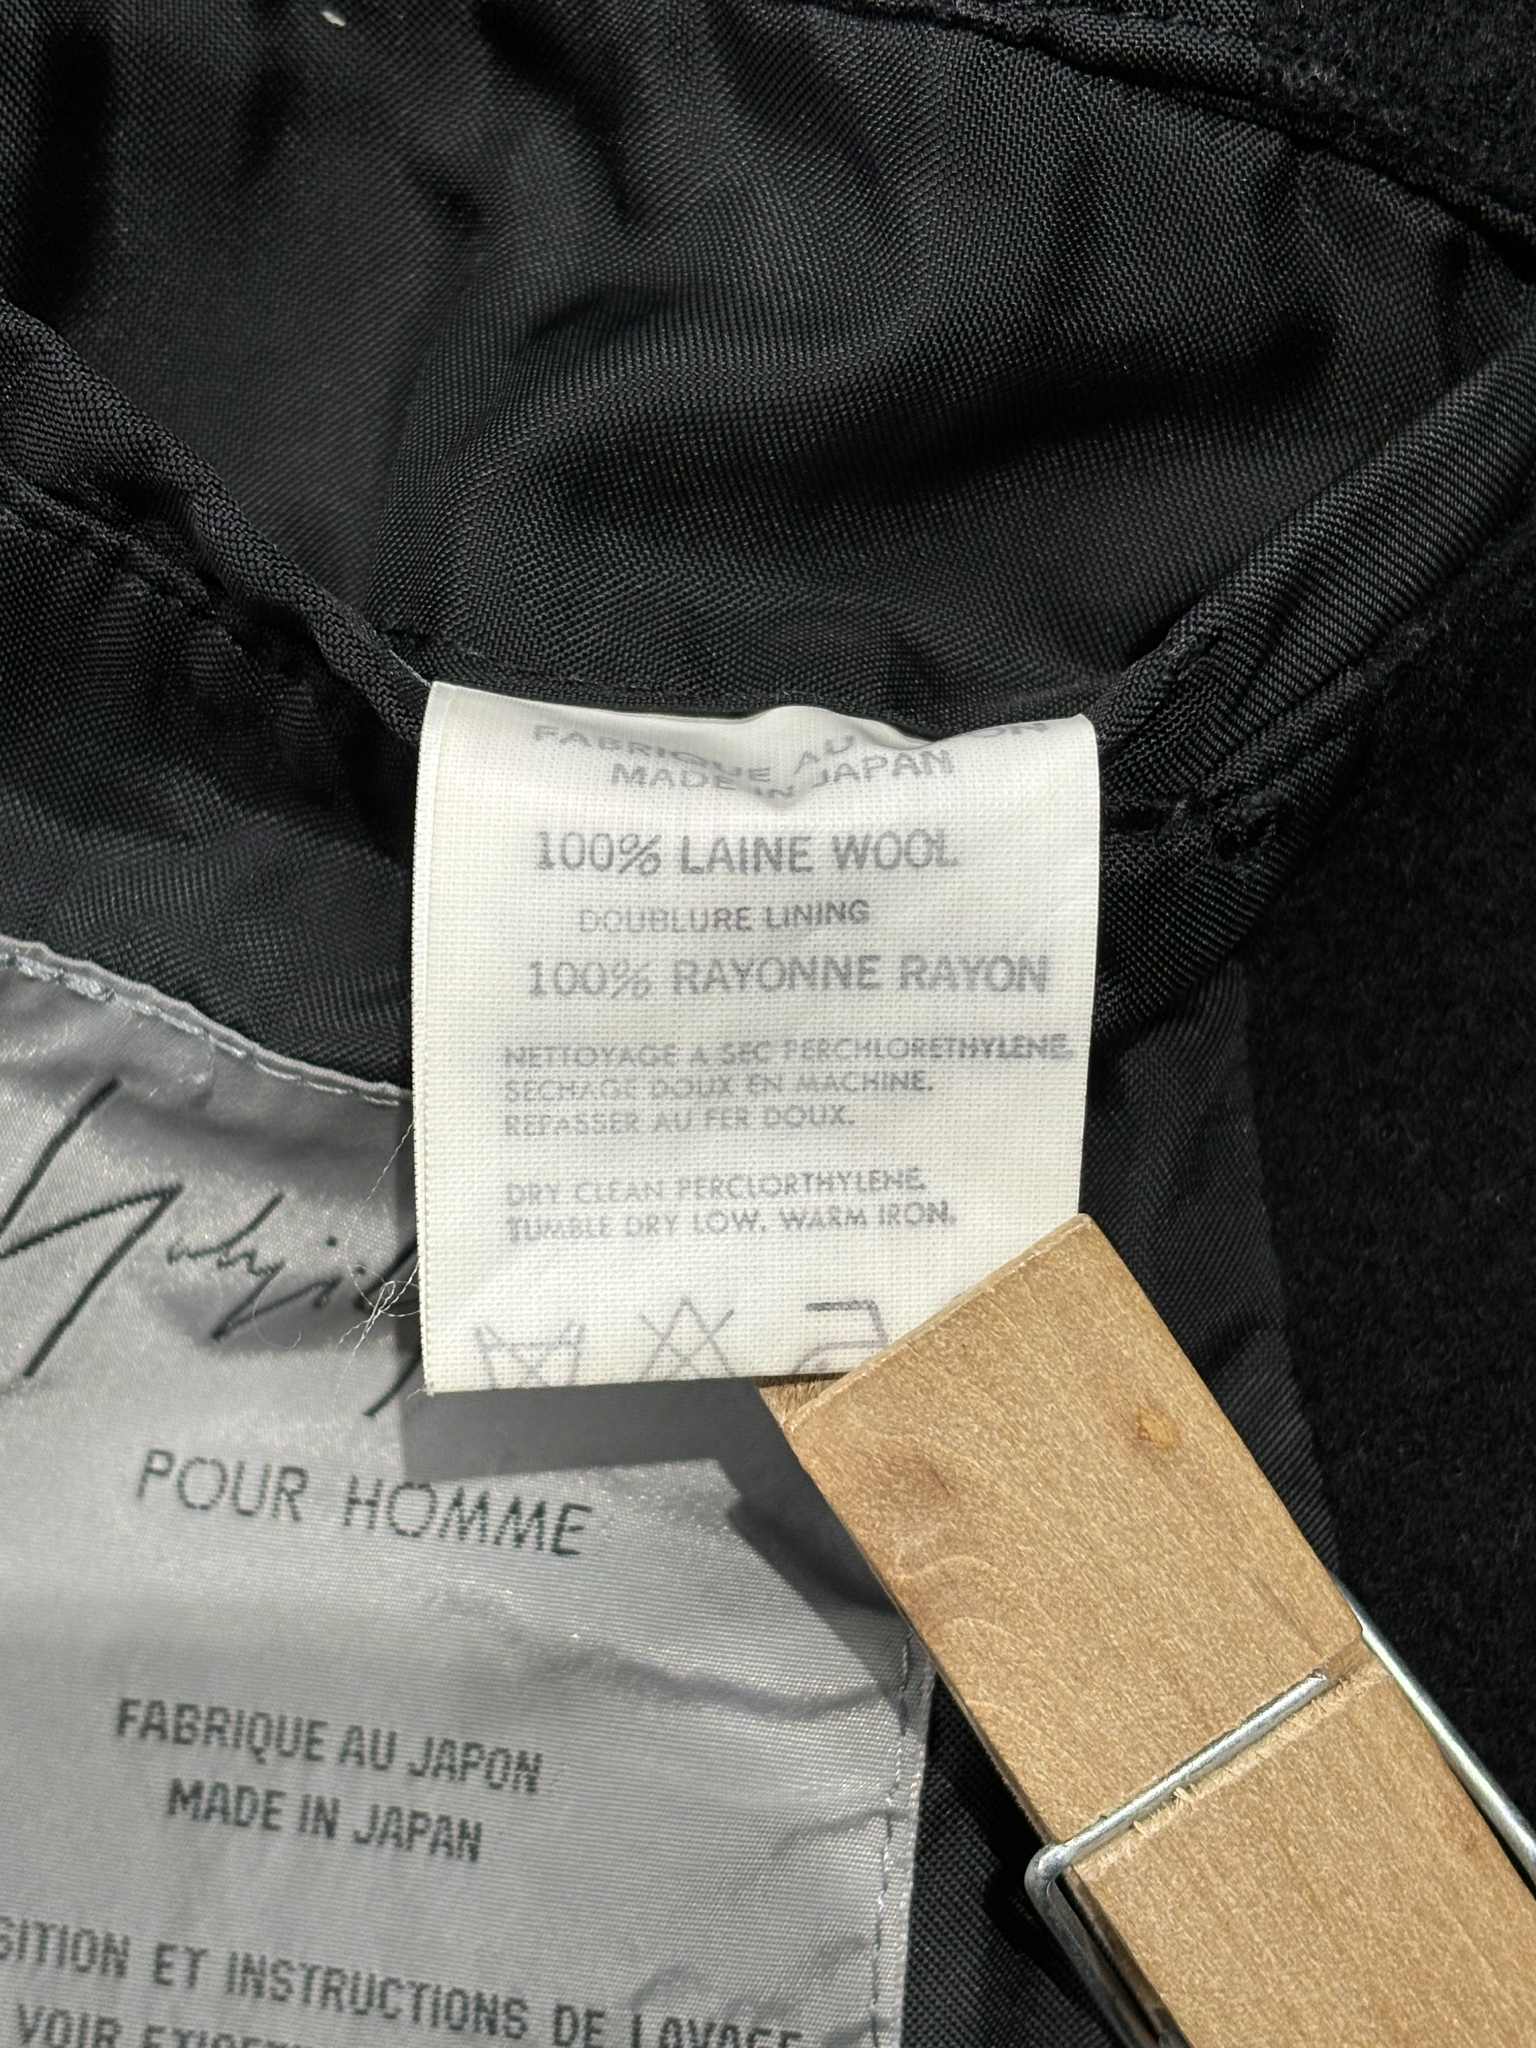 FABRIQUE AU JAPON
MADE IN JAPAN
100% LAINE WOOL
DOUBLURE LINING
100% RAYONNE RAYON
NETTOYAGE A SEC PERCHLORETHYLENE.
SECHAGE DOUX EN MACHINE.
REPASSER AU FER DOUX.
DRY CLEAN PERCLORTHYLENE.
TUMBLE DRY LOW. WARM IRON.
Yohji
POUR HOMME
FABRIQUE AU JAPON
MADE IN JAPAN
SITION ET INSTRUCTIONS DE LAVAGE
VOIR